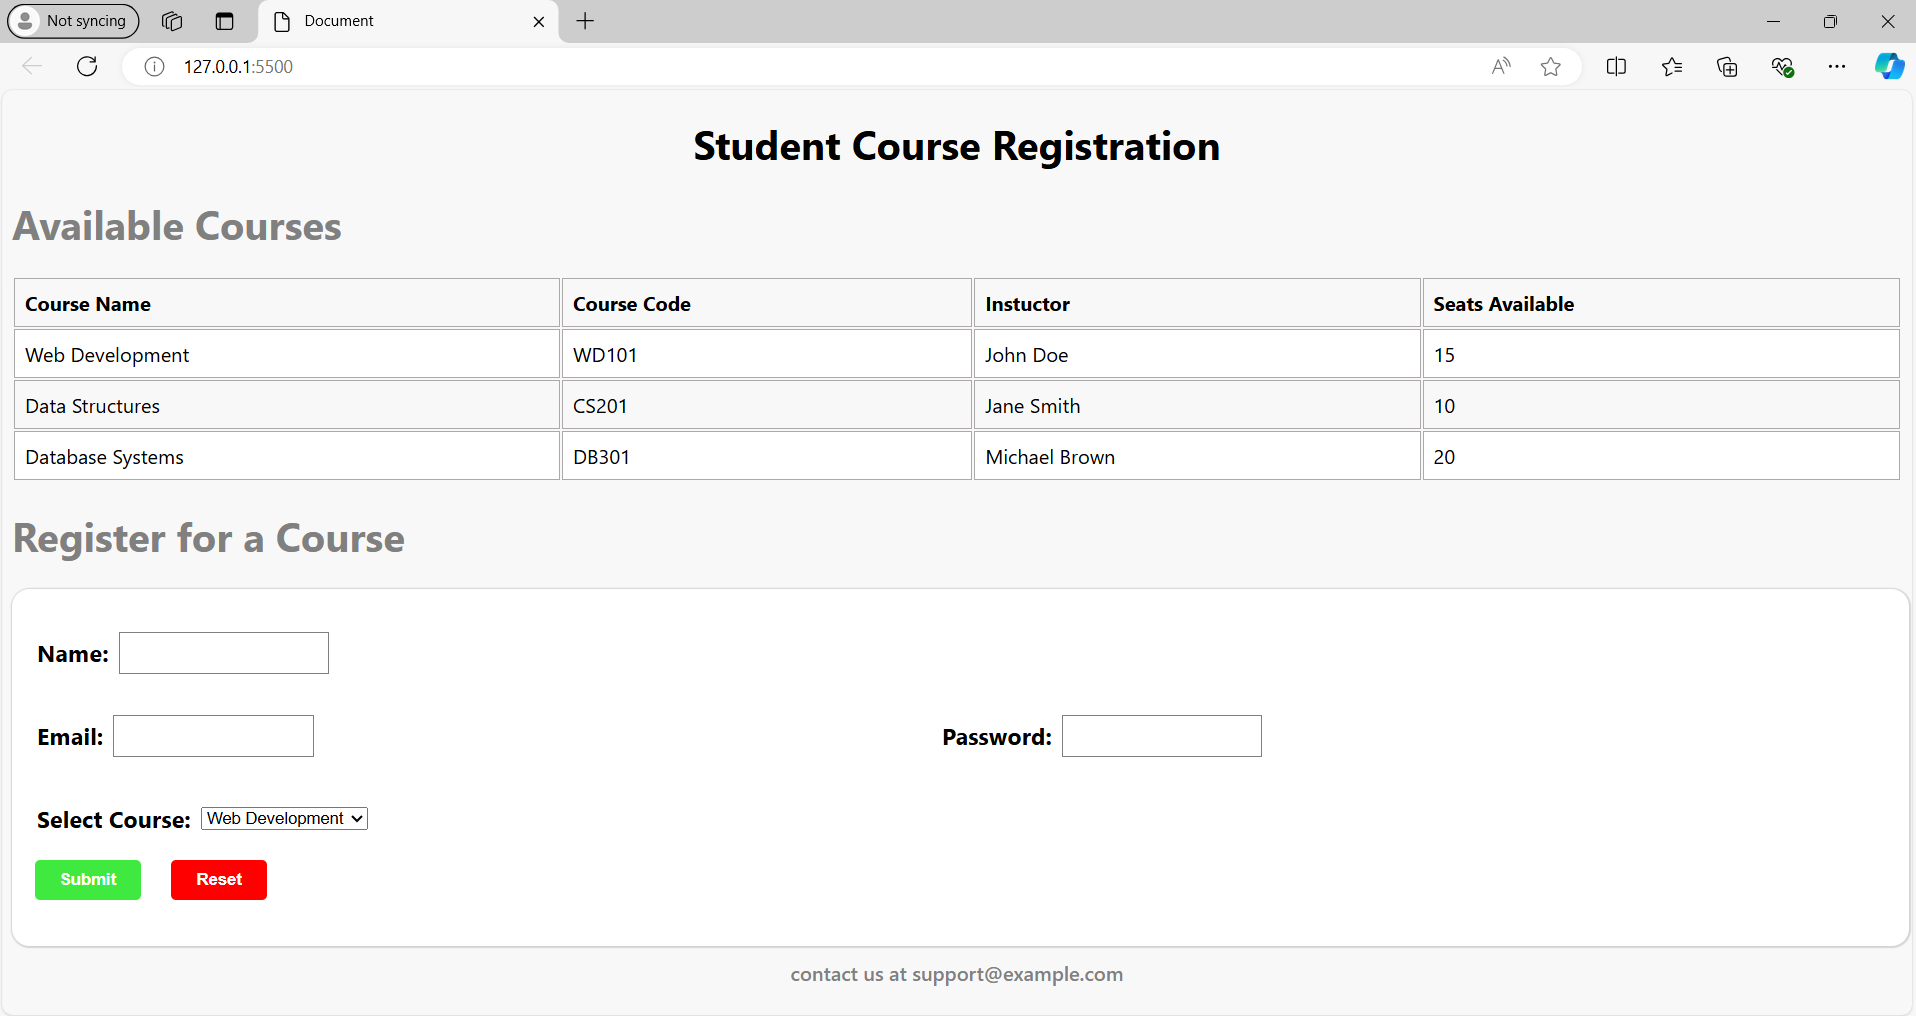 Not syncing
Document
127.0.0.1:5500
Student Course Registration
Available Courses
Course Name Course Code Instuctor Seats Available
Web Development WD101 John Doe 15
Data Structures CS201 Jane Smith 10
Database Systems DB301 Michael Brown 20
Register for a Course
Name:
Email: Password:
Select Course: Web Development
Submit Reset
contact us at support@example.com